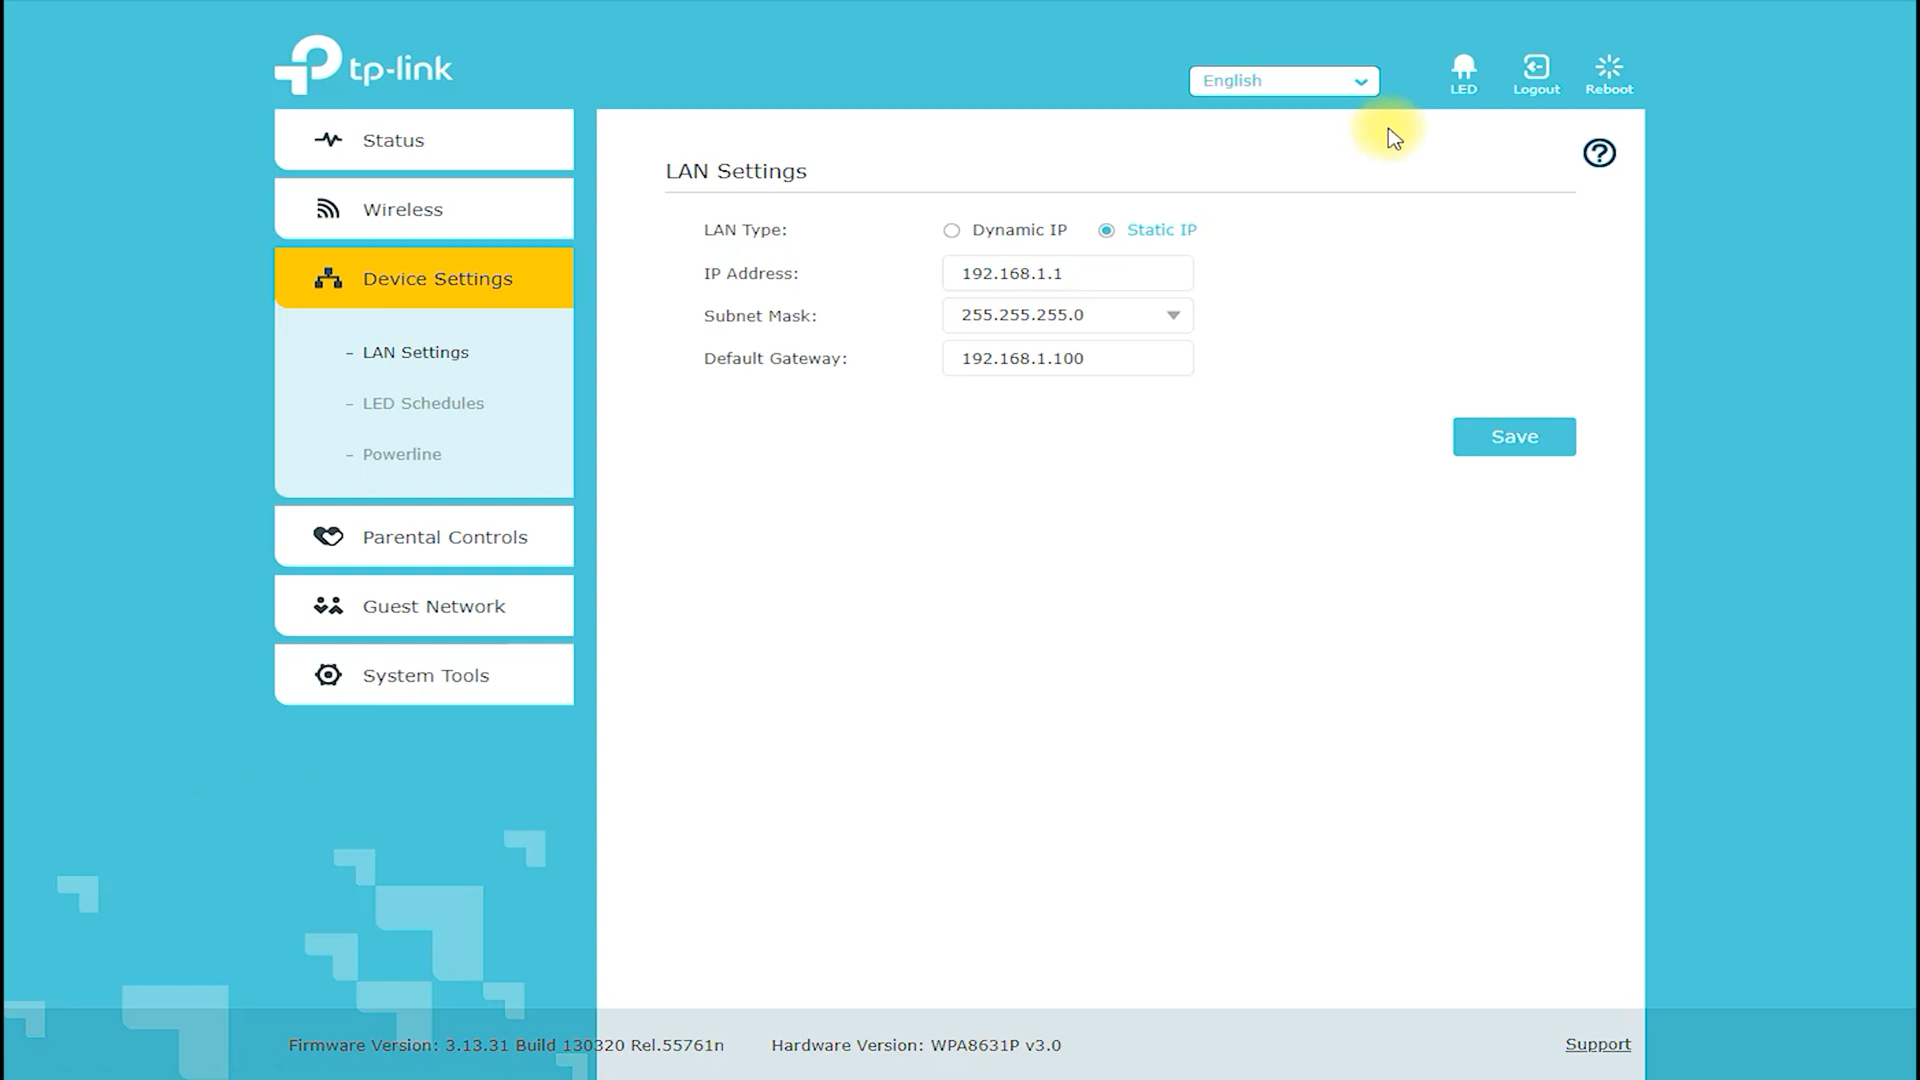 tp-link
English
LED
Logout
Reboot
Status
Wireless
Device Settings
- LAN Settings
- LED Schedules
- Powerline
Parental Controls
Guest Network
System Tools
?
LAN Settings
LAN Type: Dynamic IP Static IP
IP Address: 192.168.1.1
Subnet Mask: 255.255.255.0
Default Gateway: 192.168.1.100
Save
Firmware Version: 3.13.31 Build 130320 Rel.55761n Hardware Version: WPA8631P v3.0
Support